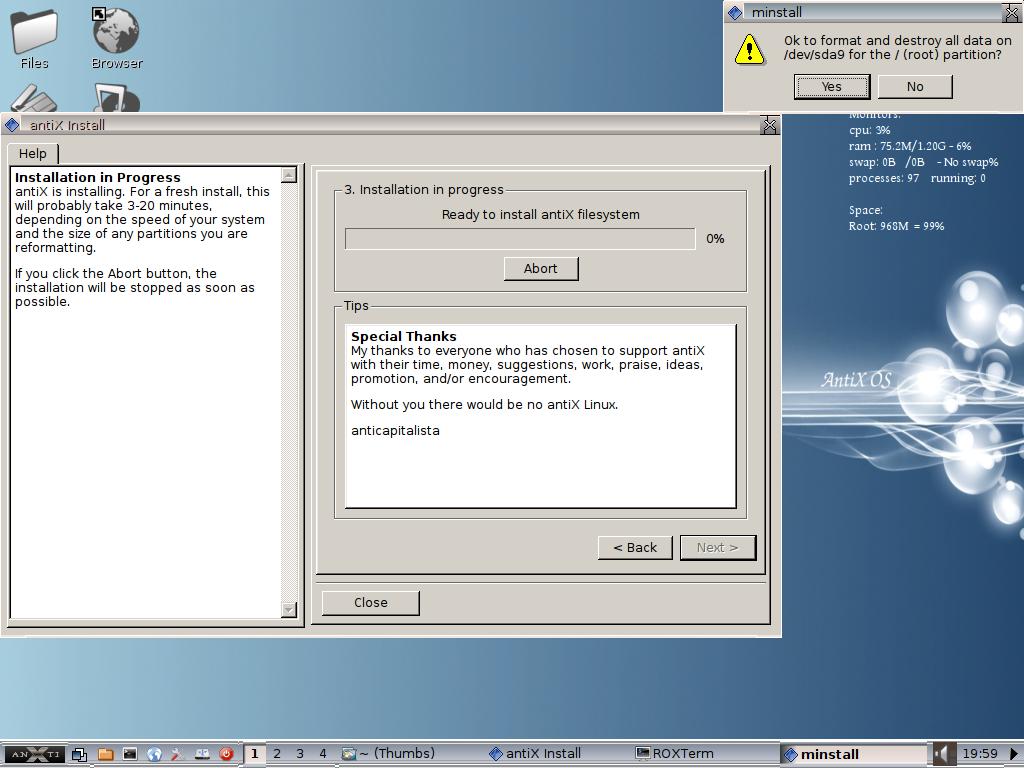 Files
Browser
minstall
Ok to format and destroy all data on
/dev/sda9 for the / (root) partition?
Yes
No
antiX Install
Help
Installation in Progress
antiX is installing. For a fresh install, this
will probably take 3-20 minutes,
depending on the speed of your system
and the size of any partitions you are
reformatting.
If you click the Abort button, the
installation will be stopped as soon as
possible.
3. Installation in progress
Ready to install antiX filesystem
0%
Abort
Tips
Special Thanks
My thanks to everyone who has chosen to support antiX
with their time, money, suggestions, work, praise, ideas,
promotion, and/or encouragement.
Without you there would be no antiX Linux.
anticapitalista
< Back
Next >
Close
Monitors:
cpu: 3%
ram : 75.2M/1.20G - 6%
swap: 0B /0B - No swap%
processes: 97 running: 0
Space:
Root: 968M = 99%
AntiX OS
ANXTI
1 2 3 4
~ (Thumbs)
antiX Install
ROXTerm
minstall
19:59